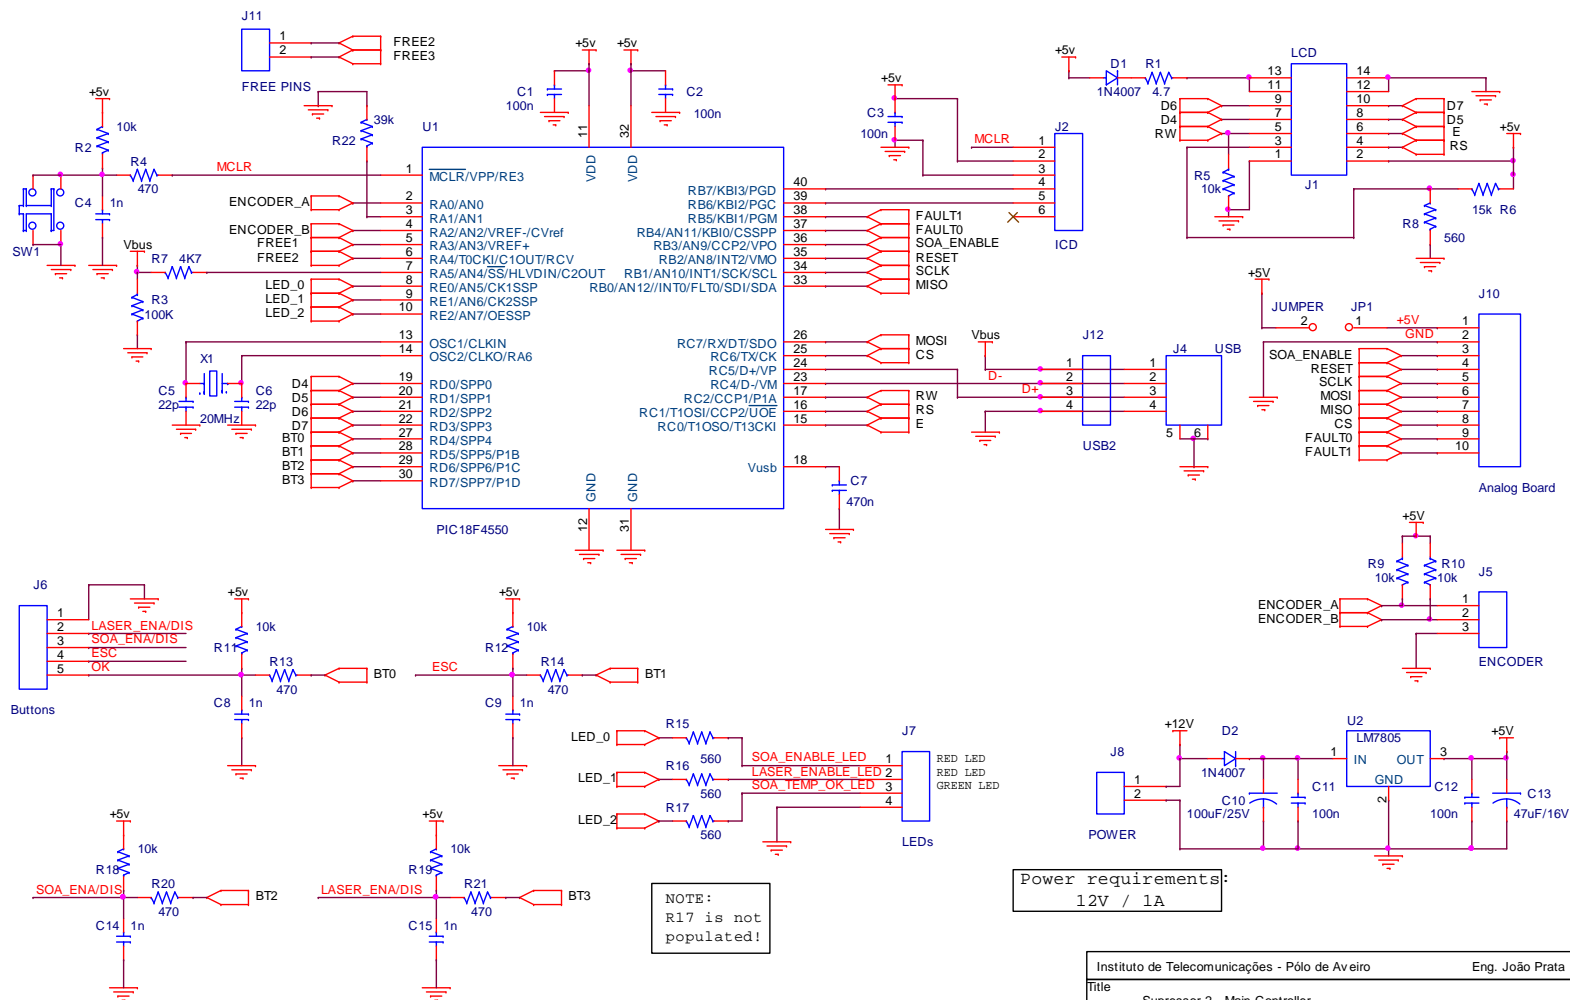 J11
1
2
FREE2
FREE3
FREE PINS
+5v
10k
R2
R4
470
MCLR
C4
1n
SW1
Vbus
R7
4K7
R3
100K
39k
R22
+5v
+5v
C1
100n
C2
100n
U1
11
VDD
32
VDD
1
MCLR/VPP/RE3
ENCODER_A
2
RA0/AN0
3
RA1/AN1
ENCODER_B
4
RA2/AN2/VREF-/CVref
FREE1
5
RA3/AN3/VREF+
FREE2
6
RA4/T0CKI/C1OUT/RCV
7
RA5/AN4/SS/HLVDIN/C2OUT
LED_0
8
RE0/AN5/CK1SPP
LED_1
9
RE1/AN6/CK2SSP
LED_2
10
RE2/AN7/OESSP
13
OSC1/CLKIN
14
OSC2/CLKO/RA6
X1
C5
22p
C6
22p
20MHz
D4
19
RD0/SPP0
D5
20
RD1/SPP1
D6
21
RD2/SPP2
D7
22
RD3/SPP3
BT0
27
RD4/SPP4
BT1
28
RD5/SPP5/P1B
BT2
29
RD6/SPP6/P1C
BT3
30
RD7/SPP7/P1D
RB7/KBI3/PGD
40
RB6/KBI2/PGC
39
RB5/KBI1/PGM
38
FAULT1
RB4/AN11/KBI0/CSSPP
37
FAULT0
RB3/AN9/CCP2/VPO
36
SOA_ENABLE
RB2/AN8/INT2/VMO
35
RESET
RB1/AN10/INT1/SCK/SCL
34
SCLK
RB0/AN12//INT0/FLT0/SDI/SDA
33
MISO
RC7/RX/DT/SDO
26
MOSI
RC6/TX/CK
25
CS
RC5/D+/VP
24
RC4/D-/VM
23
RC2/CCP1/P1A
17
RW
RC1/T1OSI/CCP2/UOE
16
RS
RC0/T1OSO/T13CKI
15
E
Vusb
18
C7
470n
GND
12
GND
31
PIC18F4550
+5v
C3
100n
MCLR
J2
1
2
3
4
5
6
ICD
+5v
D1
1N4007
R1
4.7
LCD
13
14
11
12
D6
9
10
D7
D4
7
8
D5
RW
5
6
E
3
4
RS
1
2
J1
R5
10k
+5v
15k
R6
R8
560
Vbus
D-
D+
J12
1
2
3
4
USB2
J4
USB
1
2
3
4
5
6
+5V
JUMPER
2
JP1
1
+5V
GND
J10
1
2
SOA_ENABLE
3
RESET
4
SCLK
5
MOSI
6
MISO
7
CS
8
FAULT0
9
FAULT1
10
Analog Board
+5V
R9
10k
R10
10k
J5
ENCODER_A
1
ENCODER_B
2
3
ENCODER
J6
1
2
LASER_ENA/DIS
3
SOA_ENA/DIS
4
ESC
5
OK
Buttons
+5v
10k
R11
R13
470
BT0
C8
1n
+5v
10k
R12
ESC
R14
470
BT1
C9
1n
LED_0
R15
560
LED_1
R16
560
LED_2
R17
560
J7
SOA_ENABLE_LED
1
RED LED
LASER_ENABLE_LED
2
RED LED
SOA_TEMP_OK_LED
3
GREEN LED
4
LEDs
J8
1
2
POWER
+12V
D2
1N4007
C10
100uF/25V
C11
100n
U2
LM7805
1
IN
OUT
3
GND
2
+5V
C12
100n
C13
47uF/16V
+5v
10k
R18
SOA_ENA/DIS
R20
470
BT2
C14
1n
+5v
10k
R19
LASER_ENA/DIS
R21
470
BT3
C15
1n
NOTE:
R17 is not
populated!
Power requirements:
12V / 1A
Instituto de Telecomunicações - Pólo de Aveiro
Eng. João Prata
Title